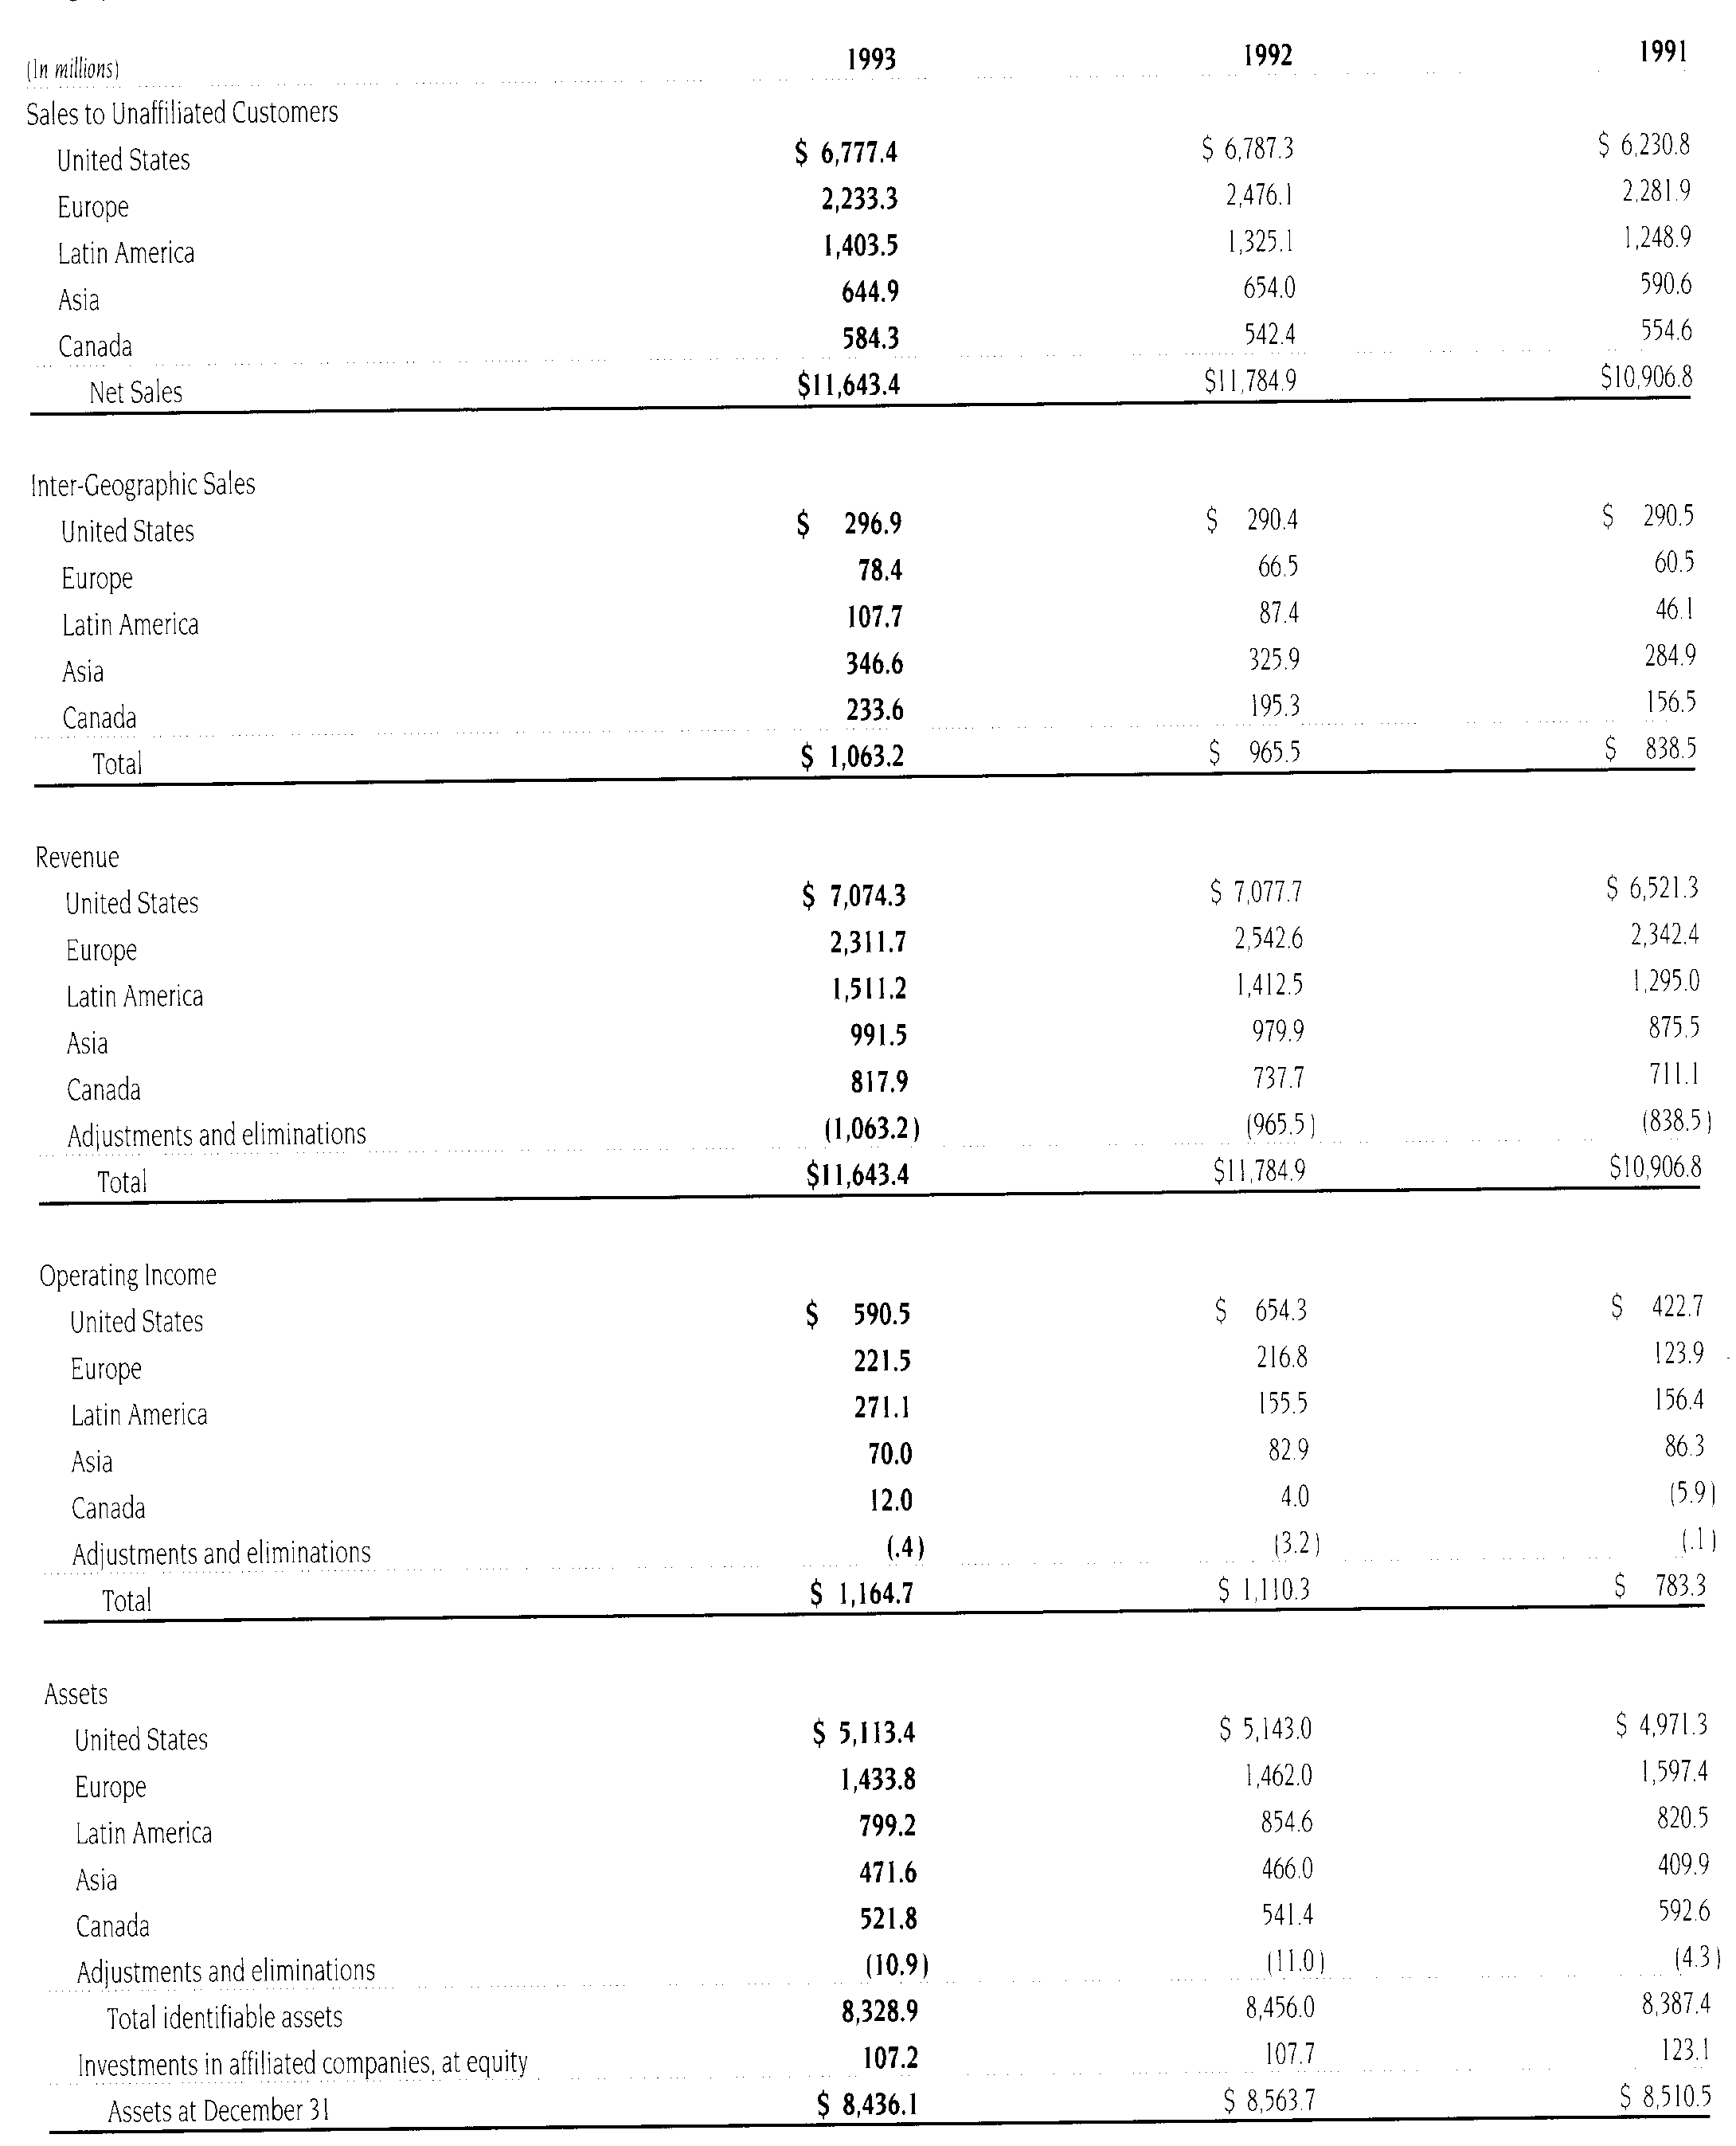 (In millions) 1993 1992 1991
Sales to Unaffiliated Customers
United States $ 6,777.4 $ 6,787.3 $ 6,230.8
Europe 2,233.3 2,476.1 2,281.9
Latin America 1,403.5 1,325.1 1,248.9
Asia 644.9 654.0 590.6
Canada 584.3 542.4 554.6
Net Sales $11,643.4 $11,784.9 $10,906.8
Inter-Geographic Sales
United States $ 296.9 $ 290.4 $ 290.5
Europe 78.4 66.5 60.5
Latin America 107.7 87.4 46.1
Asia 346.6 325.9 284.9
Canada 233.6 195.3 156.5
Total $ 1,063.2 $ 965.5 $ 838.5
Revenue
United States $ 7,074.3 $ 7,077.7 $ 6,521.3
Europe 2,311.7 2,542.6 2,342.4
Latin America 1,511.2 1,412.5 1,295.0
Asia 991.5 979.9 875.5
Canada 817.9 737.7 711.1
Adjustments and eliminations (1,063.2) (965.5) (838.5)
Total $11,643.4 $11,784.9 $10,906.8
Operating Income
United States $ 590.5 $ 654.3 $ 422.7
Europe 221.5 216.8 123.9
Latin America 271.1 155.5 156.4
Asia 70.0 82.9 86.3
Canada 12.0 4.0 (5.9)
Adjustments and eliminations (.4) (3.2) (.1)
Total $ 1,164.7 $ 1,110.3 $ 783.3
Assets
United States $ 5,113.4 $ 5,143.0 $ 4,971.3
Europe 1,433.8 1,462.0 1,597.4
Latin America 799.2 854.6 820.5
Asia 471.6 466.0 409.9
Canada 521.8 541.4 592.6
Adjustments and eliminations (10.9) (11.0) (4.3)
Total identifiable assets 8,328.9 8,456.0 8,387.4
Investments in affiliated companies, at equity 107.2 107.7 123.1
Assets at December 31 $ 8,436.1 $ 8,563.7 $ 8,510.5